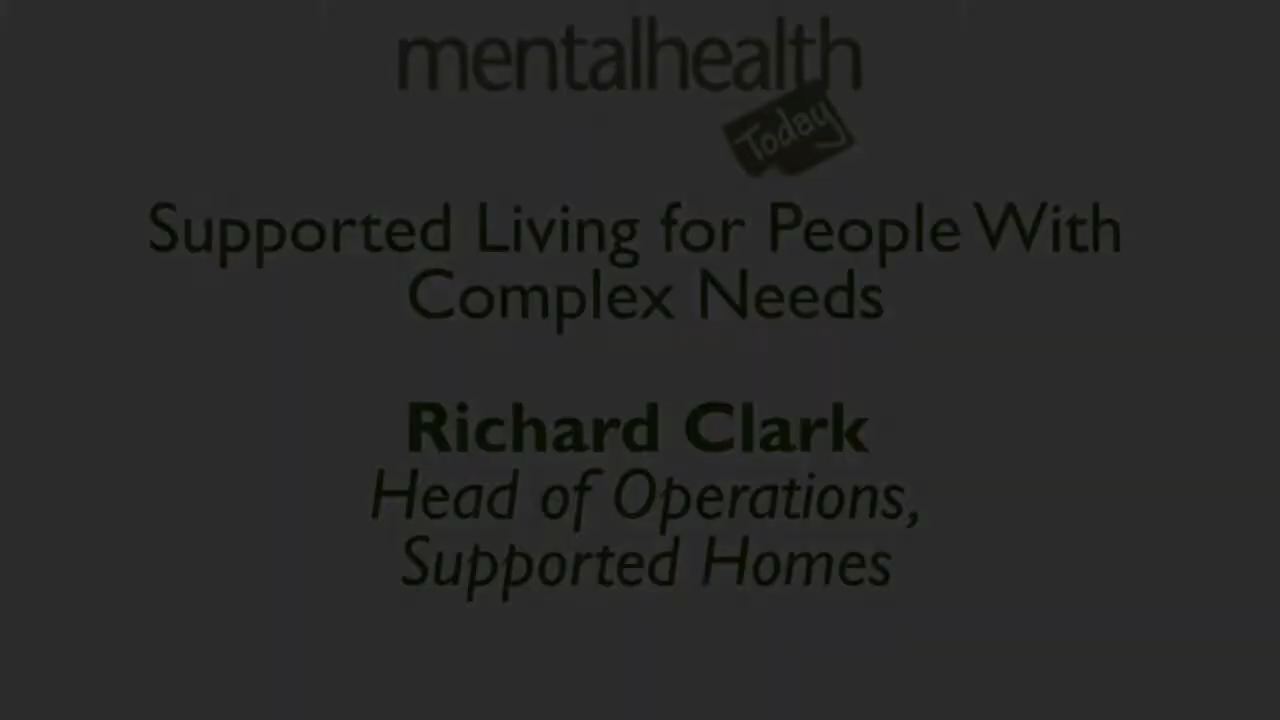 mentalhealth
Today
Supported Living for People With
Complex Needs
Richard Clark
Head of Operations,
Supported Homes